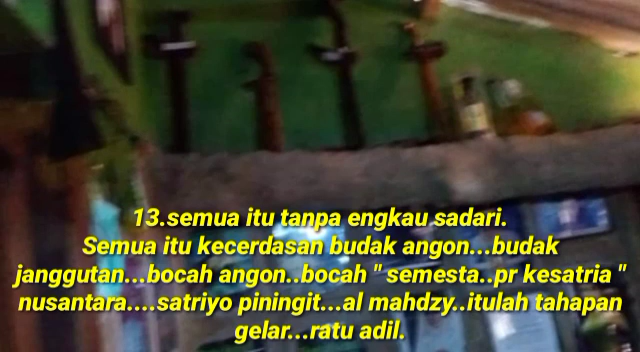 13.semua itu tanpa engkau sadari.
Semua itu kecerdasan budak angon...budak
janggutan...bocah angon..bocah " semesta..pr kesatria "
nusantara....satriyo piningit...al mahdzy..itulah tahapan
gelar...ratu adil.